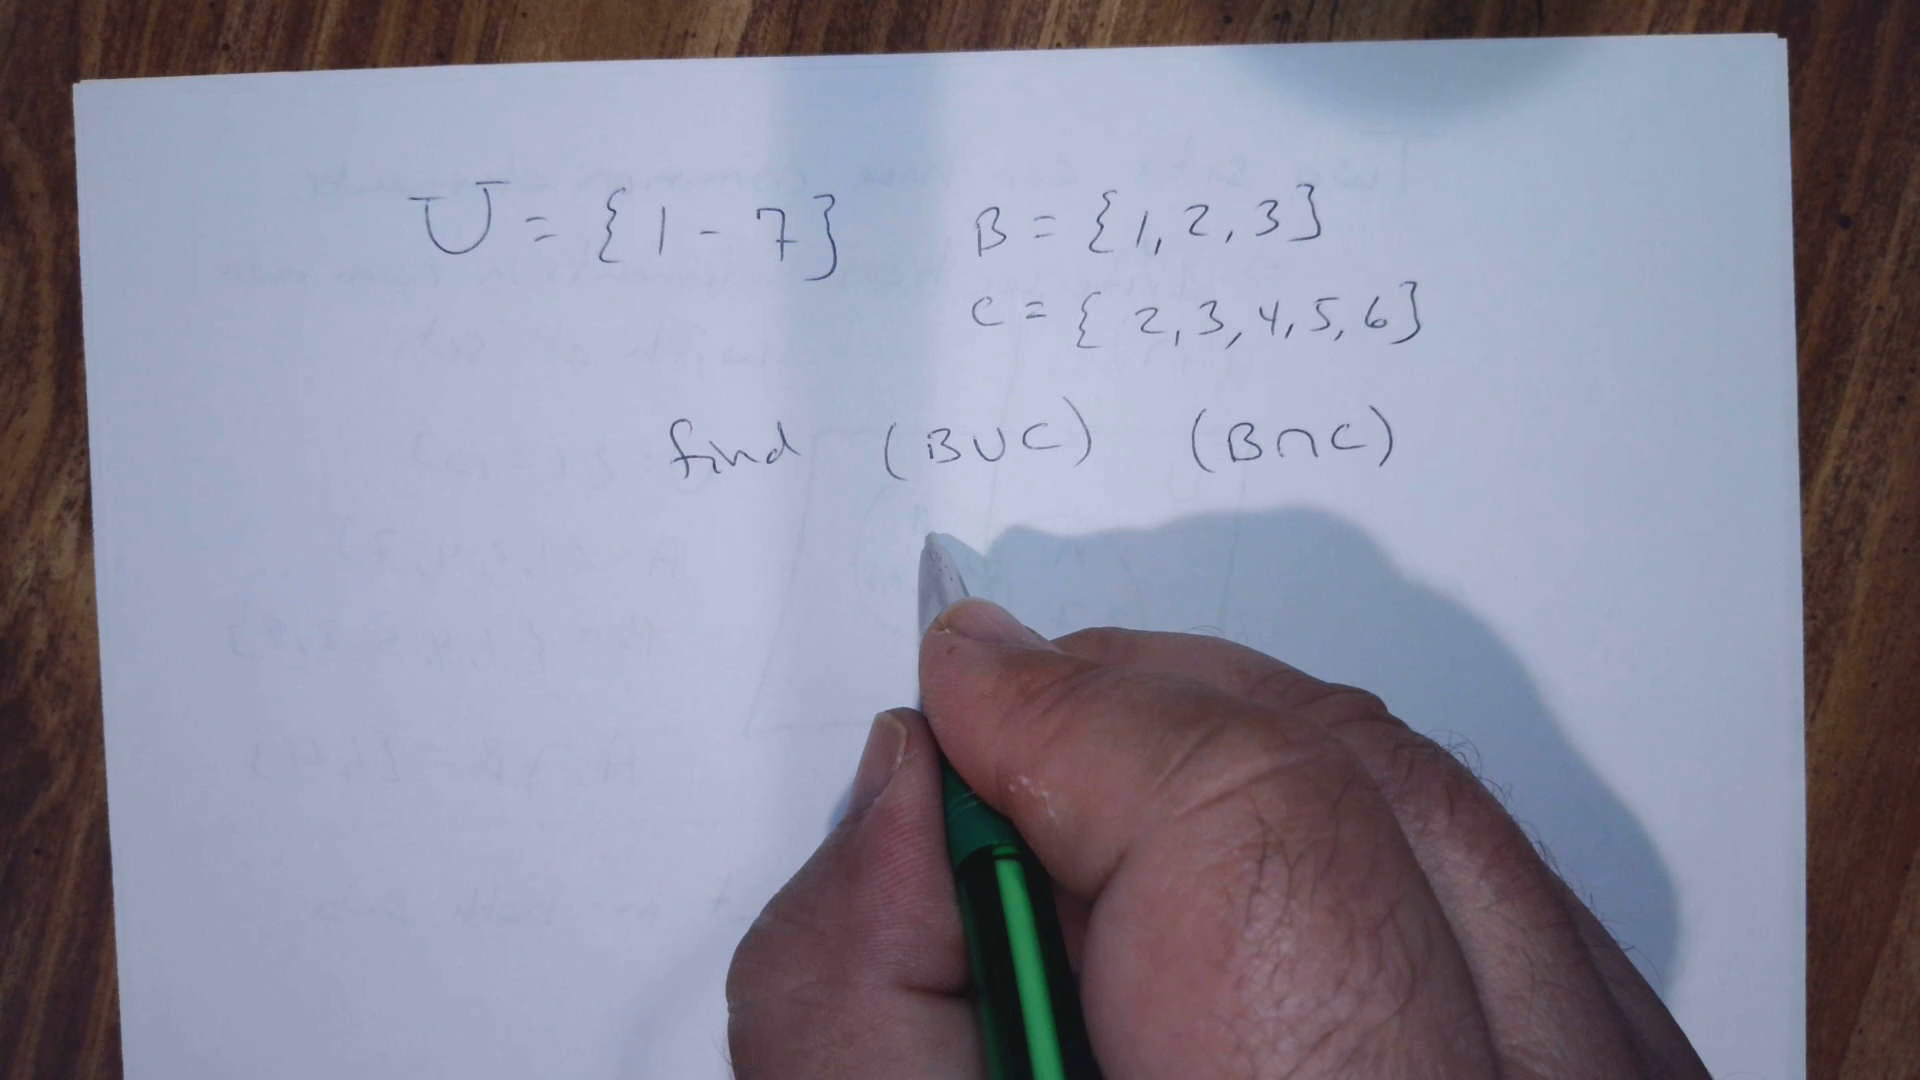 U = {1 - 7} B = {1, 2, 3}
C = {2, 3, 4, 5, 6}
find (B∪C) (B∩C)